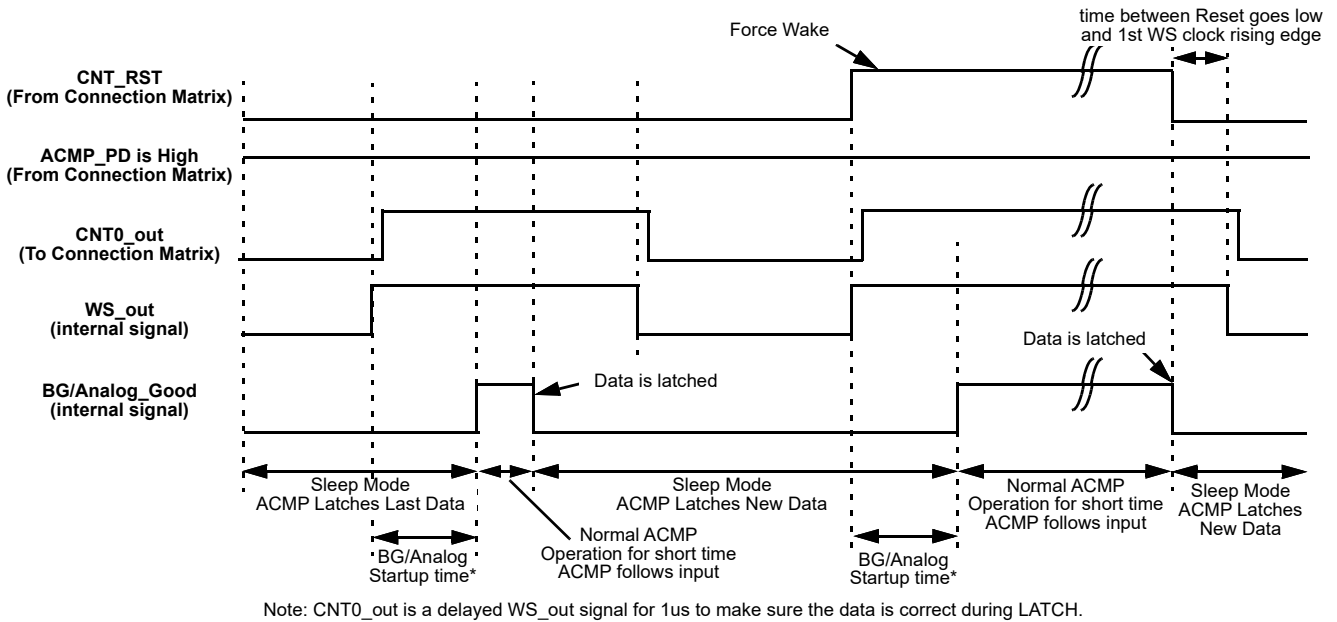 time between Reset goes low
and 1st WS clock rising edge
Force Wake
CNT_RST
(From Connection Matrix)
ACMP_PD is High
(From Connection Matrix)
CNT0_out
(To Connection Matrix)
WS_out
(internal signal)
Data is latched
BG/Analog_Good
(internal signal)
Data is latched
Sleep Mode
ACMP Latches Last Data
Sleep Mode
ACMP Latches New Data
Normal ACMP
Operation for short time
ACMP follows input
Sleep Mode
ACMP Latches
New Data
Normal ACMP
Operation for short time
ACMP follows input
BG/Analog
Startup time*
BG/Analog
Startup time*
Note: CNT0_out is a delayed WS_out signal for 1us to make sure the data is correct during LATCH.